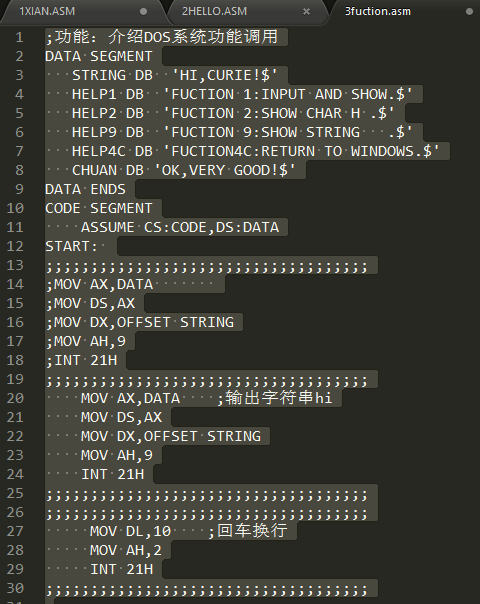 1XIAN.ASM 2HELLO.ASM 3fuction.asm
1 ;功能: 介绍DOS系统功能调用
2 DATA SEGMENT
3 STRING DB 'HI,CURIE!$'
4 HELP1 DB 'FUCTION 1:INPUT AND SHOW.$'
5 HELP2 DB 'FUCTION 2:SHOW CHAR H .$'
6 HELP9 DB 'FUCTION 9:SHOW STRING   .$'
7 HELP4C DB 'FUCTION4C:RETURN TO WINDOWS.$'
8 CHUAN DB 'OK,VERY GOOD!$'
9 DATA ENDS
10 CODE SEGMENT
11 ASSUME CS:CODE,DS:DATA
12 START:
13 ;;;;;;;;;;;;;;;;;;;;;;;;;;;;;;;;;;;;
14 ;MOV AX,DATA
15 ;MOV DS,AX
16 ;MOV DX,OFFSET STRING
17 ;MOV AH,9
18 ;INT 21H
19 ;;;;;;;;;;;;;;;;;;;;;;;;;;;;;;;;;;;;
20 MOV AX,DATA ;输出字符串hi
21 MOV DS,AX
22 MOV DX,OFFSET STRING
23 MOV AH,9
24 INT 21H
25 ;;;;;;;;;;;;;;;;;;;;;;;;;;;;;;;;;;;;
26 ;;;;;;;;;;;;;;;;;;;;;;;;;;;;;;;;;;;;
27 MOV DL,10 ;回车换行
28 MOV AH,2
29 INT 21H
30 ;;;;;;;;;;;;;;;;;;;;;;;;;;;;;;;;;;;;